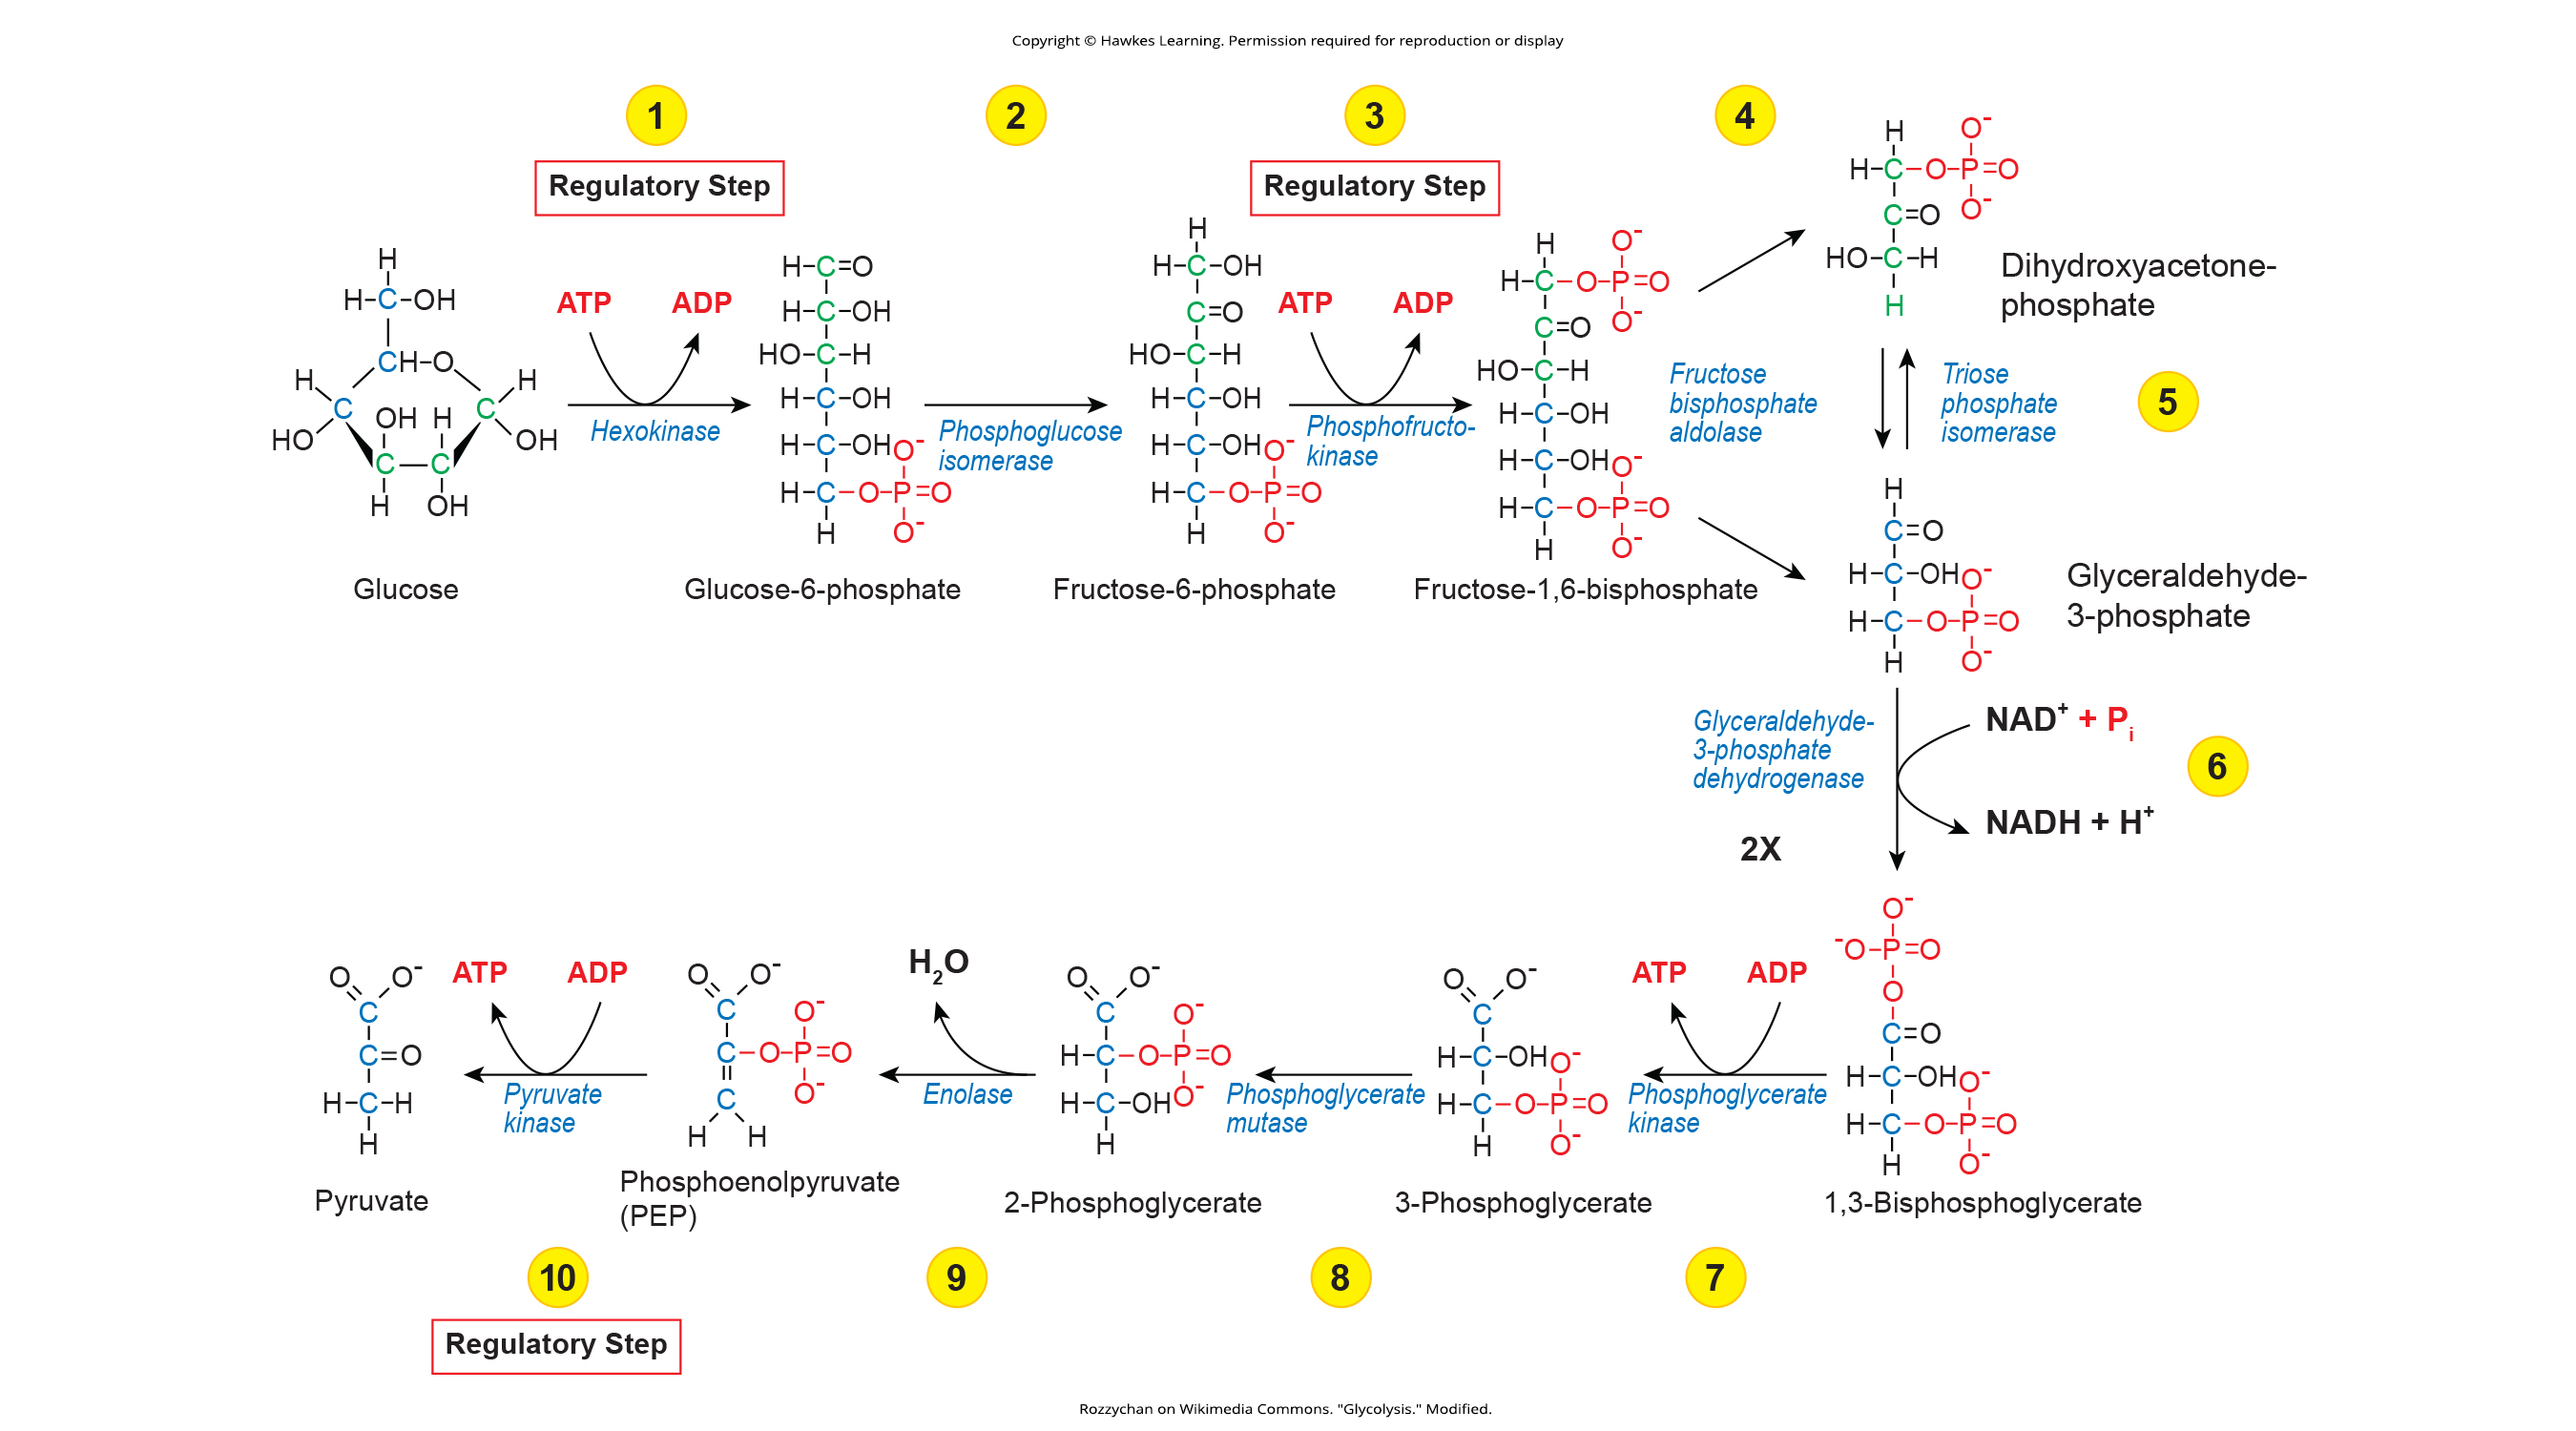 Copyright © Hawkes Learning. Permission required for reproduction or display
1
2
3
4
Regulatory Step
Regulatory Step
ATP
ADP
Hexokinase
Phosphoglucose
isomerase
ATP
ADP
Phosphofructo-
kinase
Fructose
bisphosphate
aldolase
Dihydroxyacetone-
phosphate
Triose
phosphate
isomerase
5
Glucose
Glucose-6-phosphate
Fructose-6-phosphate
Fructose-1,6-bisphosphate
Glyceraldehyde-
3-phosphate
Glyceraldehyde-
3-phosphate
dehydrogenase
NAD⁺ + Pᵢ
6
NADH + H⁺
2X
ATP
ADP
Pyruvate
kinase
H₂O
Enolase
Phosphoglycerate
mutase
ATP
ADP
Phosphoglycerate
kinase
Pyruvate
Phosphoenolpyruvate
(PEP)
2-Phosphoglycerate
3-Phosphoglycerate
1,3-Bisphosphoglycerate
10
9
8
7
Regulatory Step
Rozzychan on Wikimedia Commons. "Glycolysis." Modified.